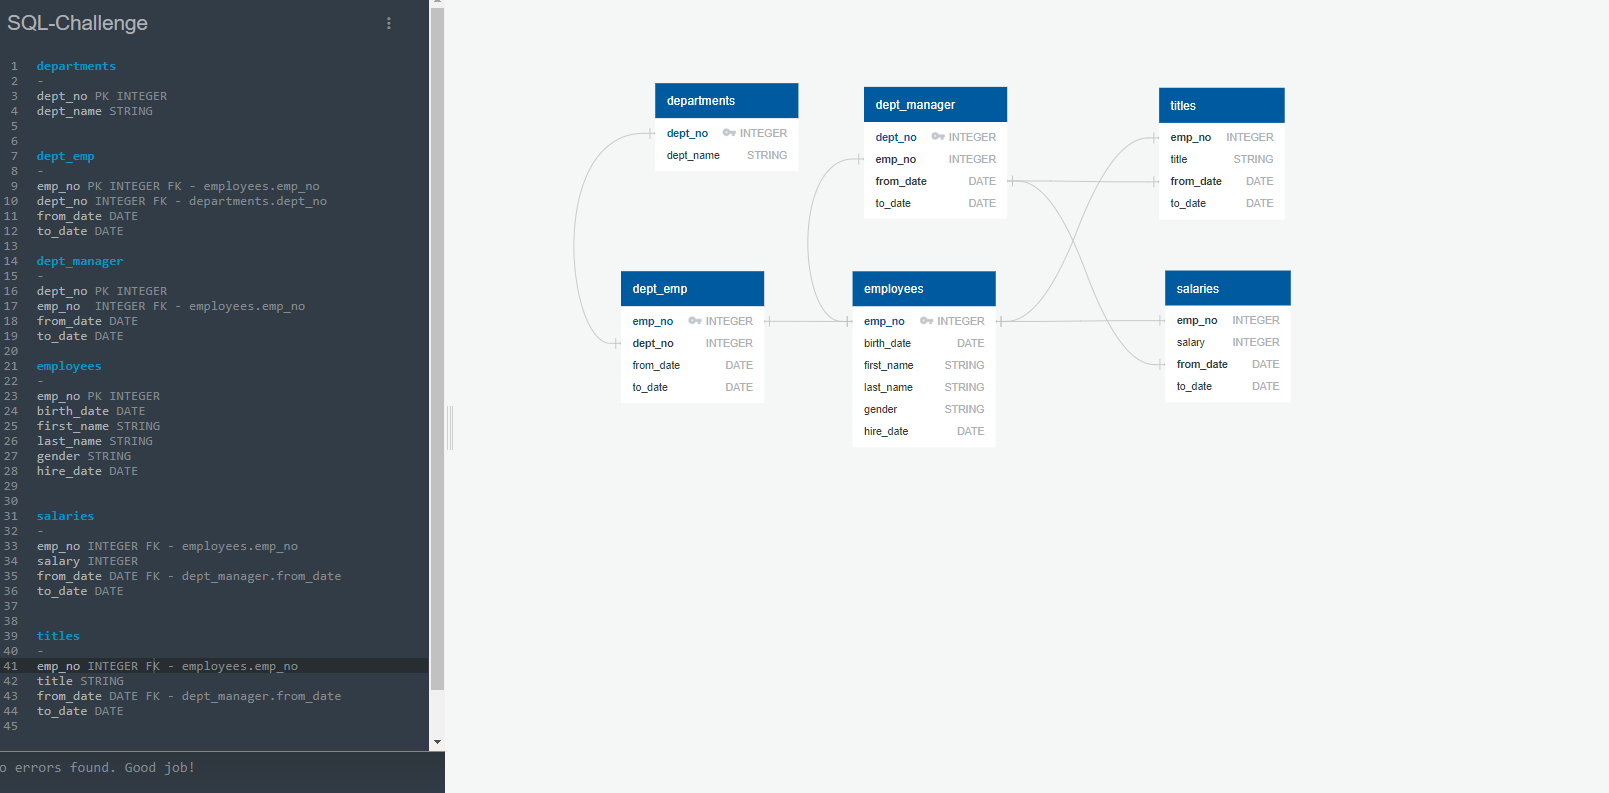 SQL-Challenge
1 departments
2 -
3 dept_no PK INTEGER
4 dept_name STRING
5
6
7 dept_emp
8 -
9 emp_no PK INTEGER FK - employees.emp_no
10 dept_no INTEGER FK - departments.dept_no
11 from_date DATE
12 to_date DATE
13
14 dept_manager
15 -
16 dept_no PK INTEGER
17 emp_no  INTEGER FK - employees.emp_no
18 from_date DATE
19 to_date DATE
20
21 employees
22 -
23 emp_no PK INTEGER
24 birth_date DATE
25 first_name STRING
26 last_name STRING
27 gender STRING
28 hire_date DATE
29
30
31 salaries
32 -
33 emp_no INTEGER FK - employees.emp_no
34 salary INTEGER
35 from_date DATE FK - dept_manager.from_date
36 to_date DATE
37
38
39 titles
40 -
41 emp_no INTEGER FK - employees.emp_no
42 title STRING
43 from_date DATE FK - dept_manager.from_date
44 to_date DATE
45
o errors found. Good job!
departments
dept_no INTEGER
dept_name STRING
dept_manager
dept_no INTEGER
emp_no INTEGER
from_date DATE
to_date DATE
titles
emp_no INTEGER
title STRING
from_date DATE
to_date DATE
dept_emp
emp_no INTEGER
dept_no INTEGER
from_date DATE
to_date DATE
employees
emp_no INTEGER
birth_date DATE
first_name STRING
last_name STRING
gender STRING
hire_date DATE
salaries
emp_no INTEGER
salary INTEGER
from_date DATE
to_date DATE